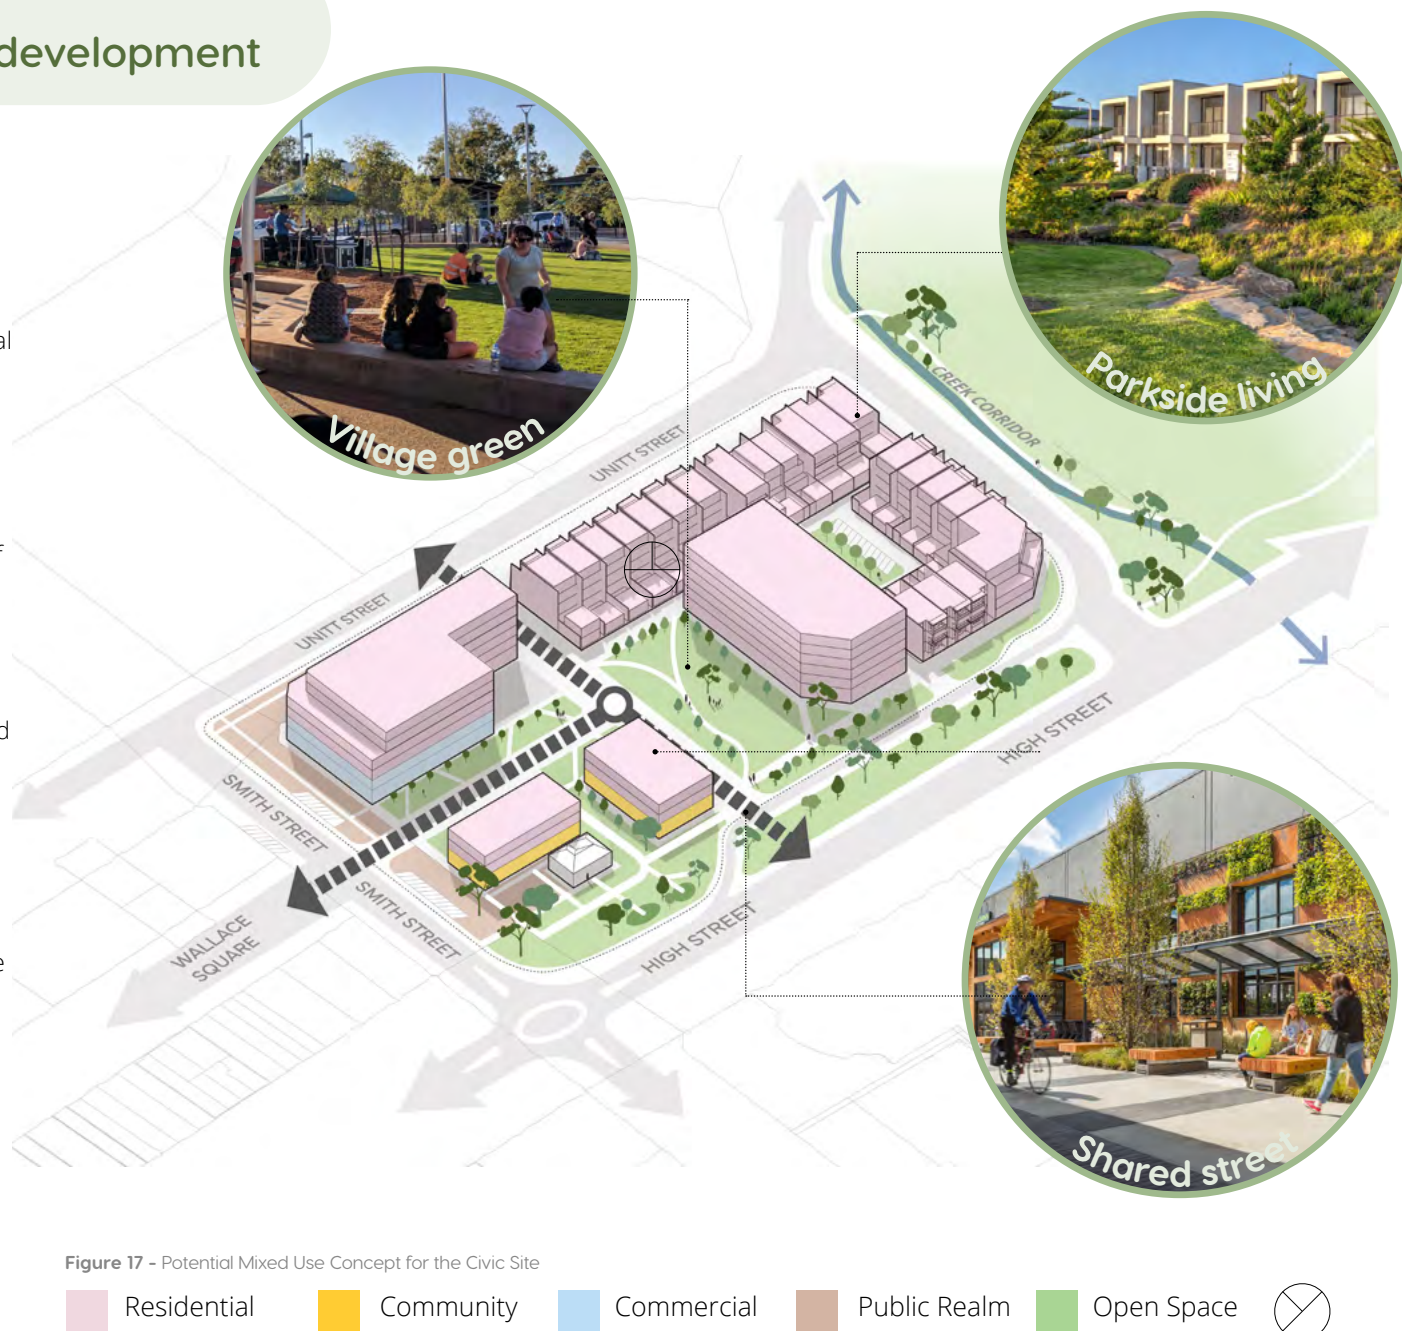 development
al
f
d
e
Village green
Parkside living
CREEK CORRIDOR
UNITT STREET
UNITT STREET
HIGH STREET
SMITH STREET
SMITH STREET
HIGH STREET
WALLACE
SQUARE
Shared street
Figure 17 - Potential Mixed Use Concept for the Civic Site
Residential
Community
Commercial
Public Realm
Open Space